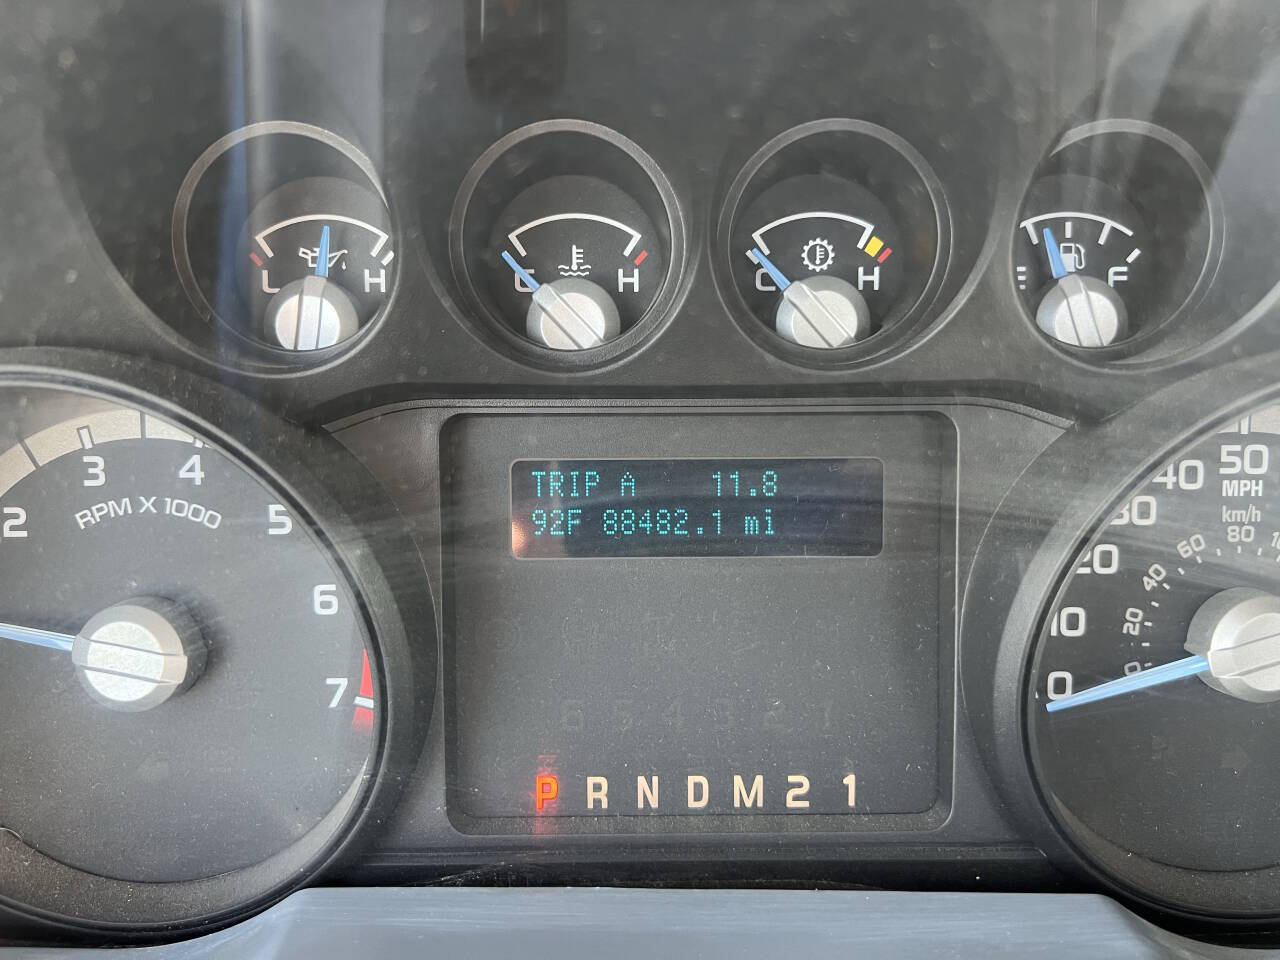 L H
C H
C H
E F
TRIP A 11.8
92F 88482.1 mi
2 3 4 5 6 7
RPM X 1000
0 10 20 30 40 50
MPH
km/h
0 20 40 60 80
P R N D M 2 1